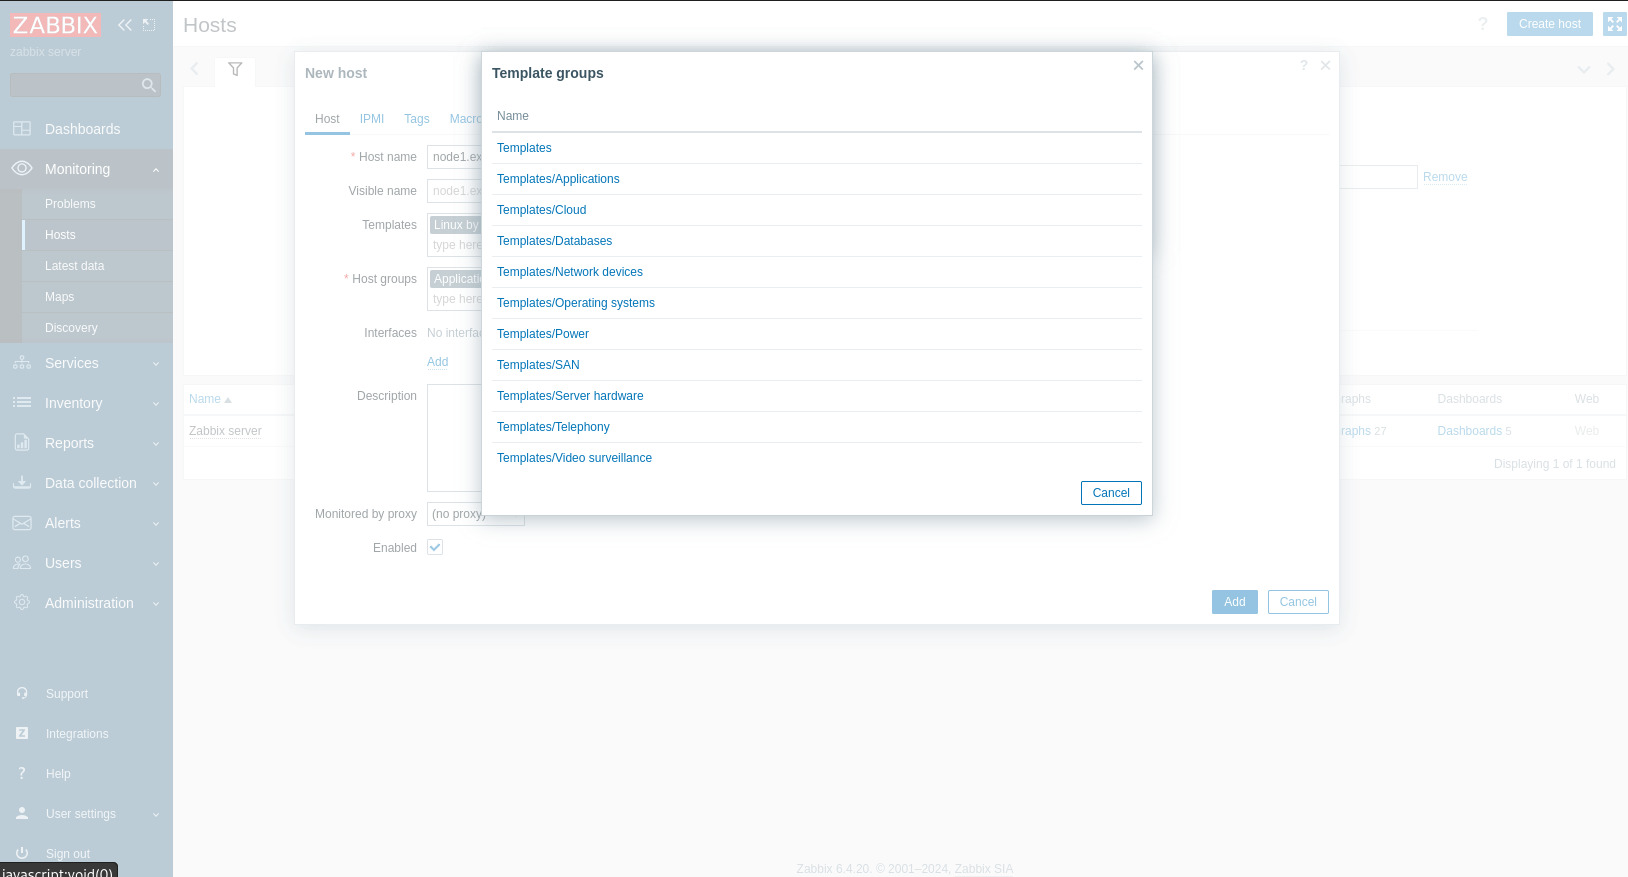 ZABBIX
zabbix server
Dashboards
Monitoring
Problems
Hosts
Latest data
Maps
Discovery
Services
Inventory
Reports
Data collection
Alerts
Users
Administration
Support
Integrations
? Help
User settings
Sign out
javascript:void(0)
Hosts
? Create host
Remove
Name
Zabbix server
raphs Dashboards Web
raphs 27 Dashboards 5 Web
Displaying 1 of 1 found
New host
?
Host IPMI Tags Macro
* Host name node1.ex
Visible name node1.ex
Templates Linux by
type here
* Host groups Applicatio
type here
Interfaces No interfac
Add
Description
Monitored by proxy (no proxy)
Enabled
Add Cancel
Template groups
Name
Templates
Templates/Applications
Templates/Cloud
Templates/Databases
Templates/Network devices
Templates/Operating systems
Templates/Power
Templates/SAN
Templates/Server hardware
Templates/Telephony
Templates/Video surveillance
Cancel
Zabbix 6.4.20. © 2001–2024, Zabbix SIA